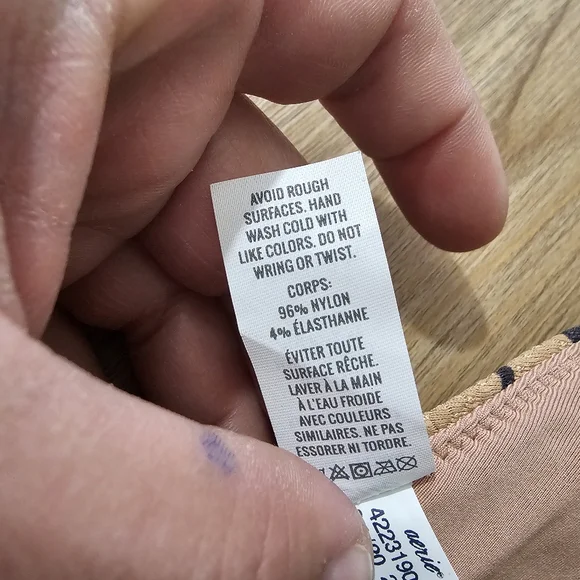 AVOID ROUGH
SURFACES. HAND
WASH COLD WITH
LIKE COLORS. DO NOT
WRING OR TWIST.
CORPS:
96% NYLON
4% ÉLASTHANNE
ÉVITER TOUTE
SURFACE RÊCHE.
LAVER À LA MAIN
À L'EAU FROIDE
AVEC COULEURS
SIMILAIRES. NE PAS
ESSORER NI TORDRE.
aerie
4223190